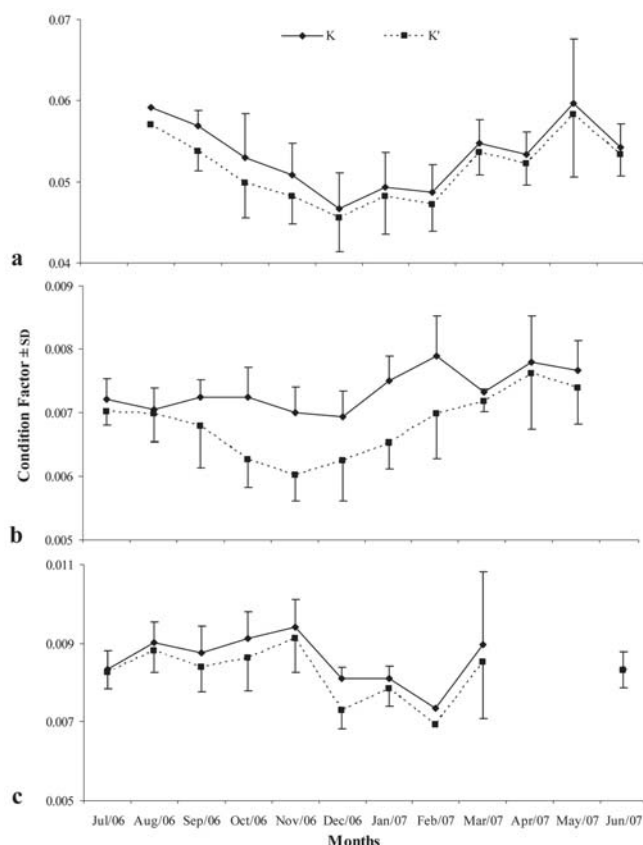 K K'
0.07
0.06
0.05
0.04
a
0.009
0.008
0.007
0.006
0.005
b
Condition Factor ± SD
0.011
0.009
0.007
0.005
c
Jul/06 Aug/06 Sep/06 Oct/06 Nov/06 Dec/06 Jan/07 Feb/07 Mar/07 Apr/07 May/07 Jun/07
Months